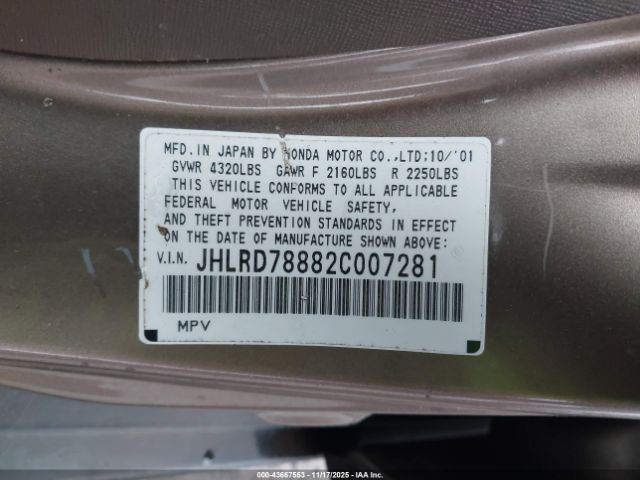 MFD.IN JAPAN BY HONDA MOTOR CO.,LTD;10/'01
GVWR 4320LBS GAWR F 2160LBS R 2250LBS
THIS VEHICLE CONFORMS TO ALL APPLICABLE
FEDERAL MOTOR VEHICLE SAFETY,
AND THEFT PREVENTION STANDARDS IN EFFECT
ON THE DATE OF MANUFACTURE SHOWN ABOVE:
V.I.N. JHLRD78882C007281
MPV
000-43667553 - 11/17/2025 - IAA Inc.